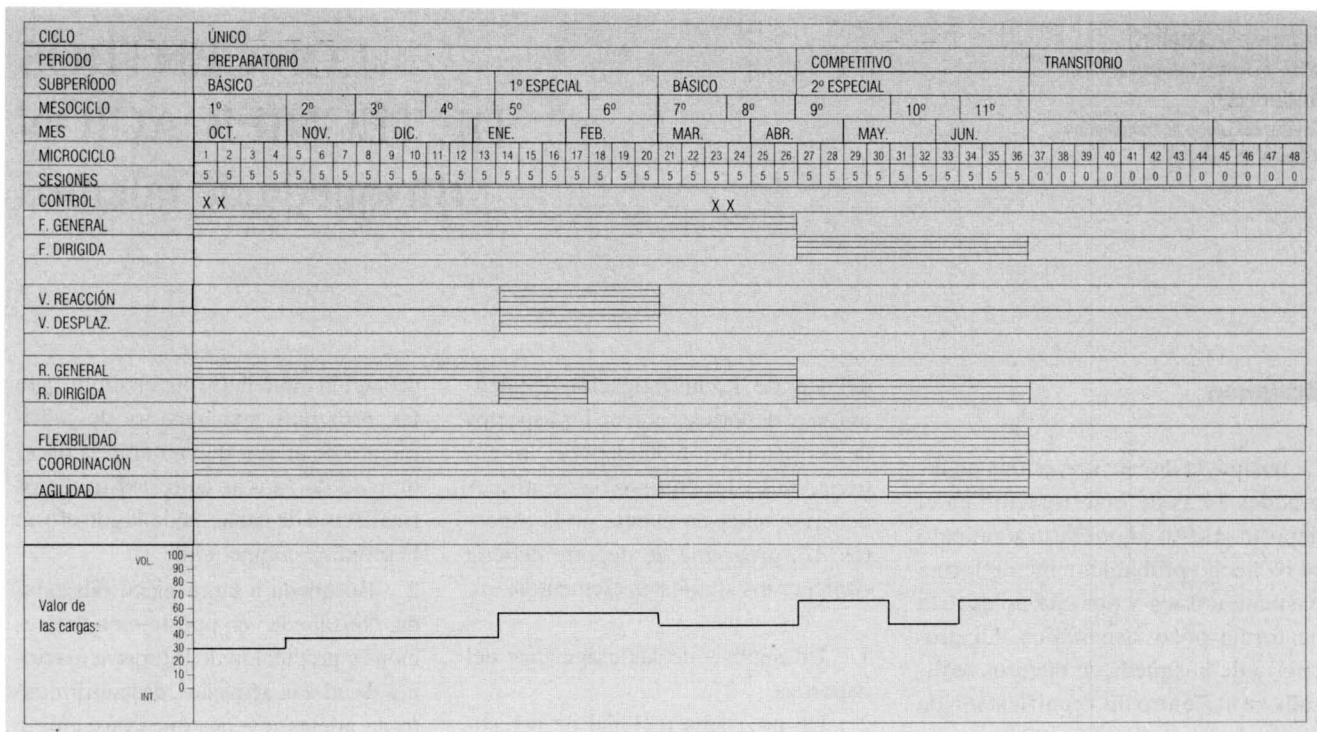 CICLO ÚNICO
PERÍODO PREPARATORIO COMPETITIVO TRANSITORIO
SUBPERÍODO BÁSICO 1º ESPECIAL BÁSICO 2º ESPECIAL
MESOCICLO 1º 2º 3º 4º 5º 6º 7º 8º 9º 10º 11º
MES OCT. NOV. DIC. ENE. FEB. MAR. ABR. MAY. JUN.
MICROCICLO 1 2 3 4 5 6 7 8 9 10 11 12 13 14 15 16 17 18 19 20 21 22 23 24 25 26 27 28 29 30 31 32 33 34 35 36 37 38 39 40 41 42 43 44 45 46 47 48
SESIONES 5 5 5 5 5 5 5 5 5 5 5 5 5 5 5 5 5 5 5 5 5 5 5 5 5 5 5 5 5 5 5 5 5 5 5 5 0 0 0 0 0 0 0 0 0 0 0 0
CONTROL X X X X
F. GENERAL
F. DIRIGIDA
V. REACCIÓN
V. DESPLAZ.
R. GENERAL
R. DIRIGIDA
FLEXIBILIDAD
COORDINACIÓN
AGILIDAD
VOL. 100
90
80
70
Valor de 60
50
las cargas: 40
30
20
10
INT. 0